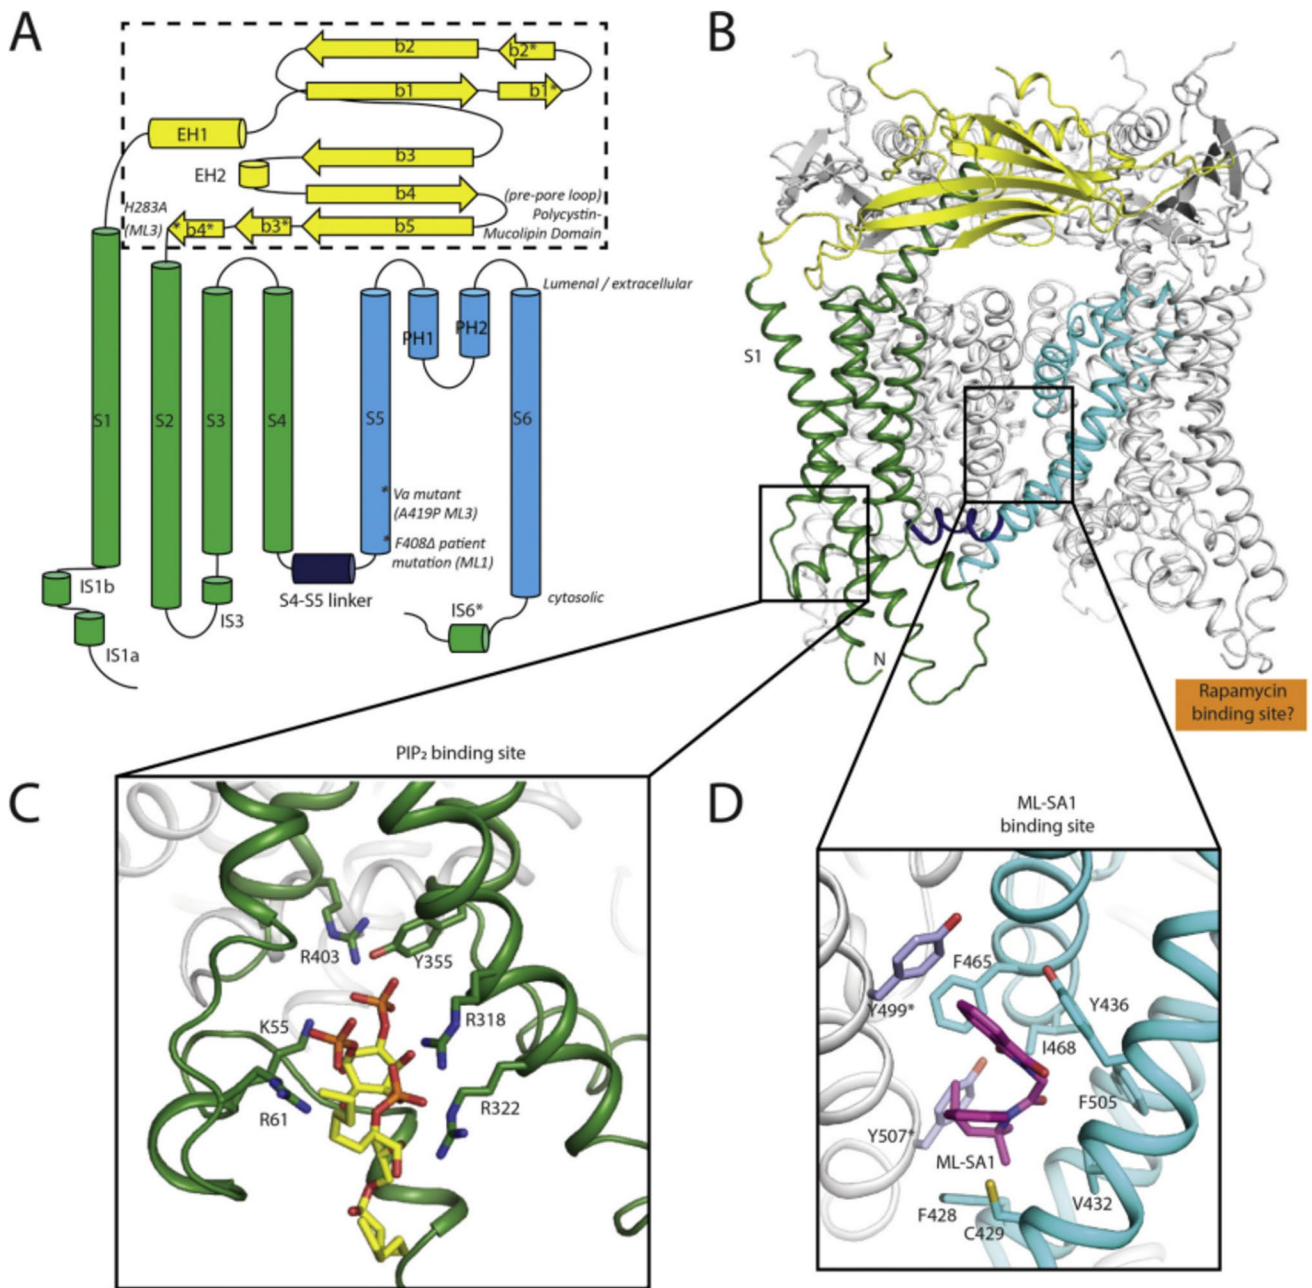 A
b2
b2*
b1
b1*
EH1
b3
EH2
b4
(pre-pore loop)
Polycystin-
Mucolipin Domain
H283A
(ML3)
*
b4*
b3*
b5
Lumenal / extracellular
PH1
PH2
S1
S2
S3
S4
S5
S6
* Va mutant
(A419P ML3)
* F408Δ patient
mutation (ML1)
IS1b
IS3
S4-S5 linker
cytosolic
IS6*
IS1a
B
S1
N
Rapamycin
binding site?
PIP₂ binding site
C
R403
Y355
K55
R318
R61
R322
D
ML-SA1
binding site
F465
Y499*
Y436
I468
F505
Y507*
ML-SA1
V432
F428
C429